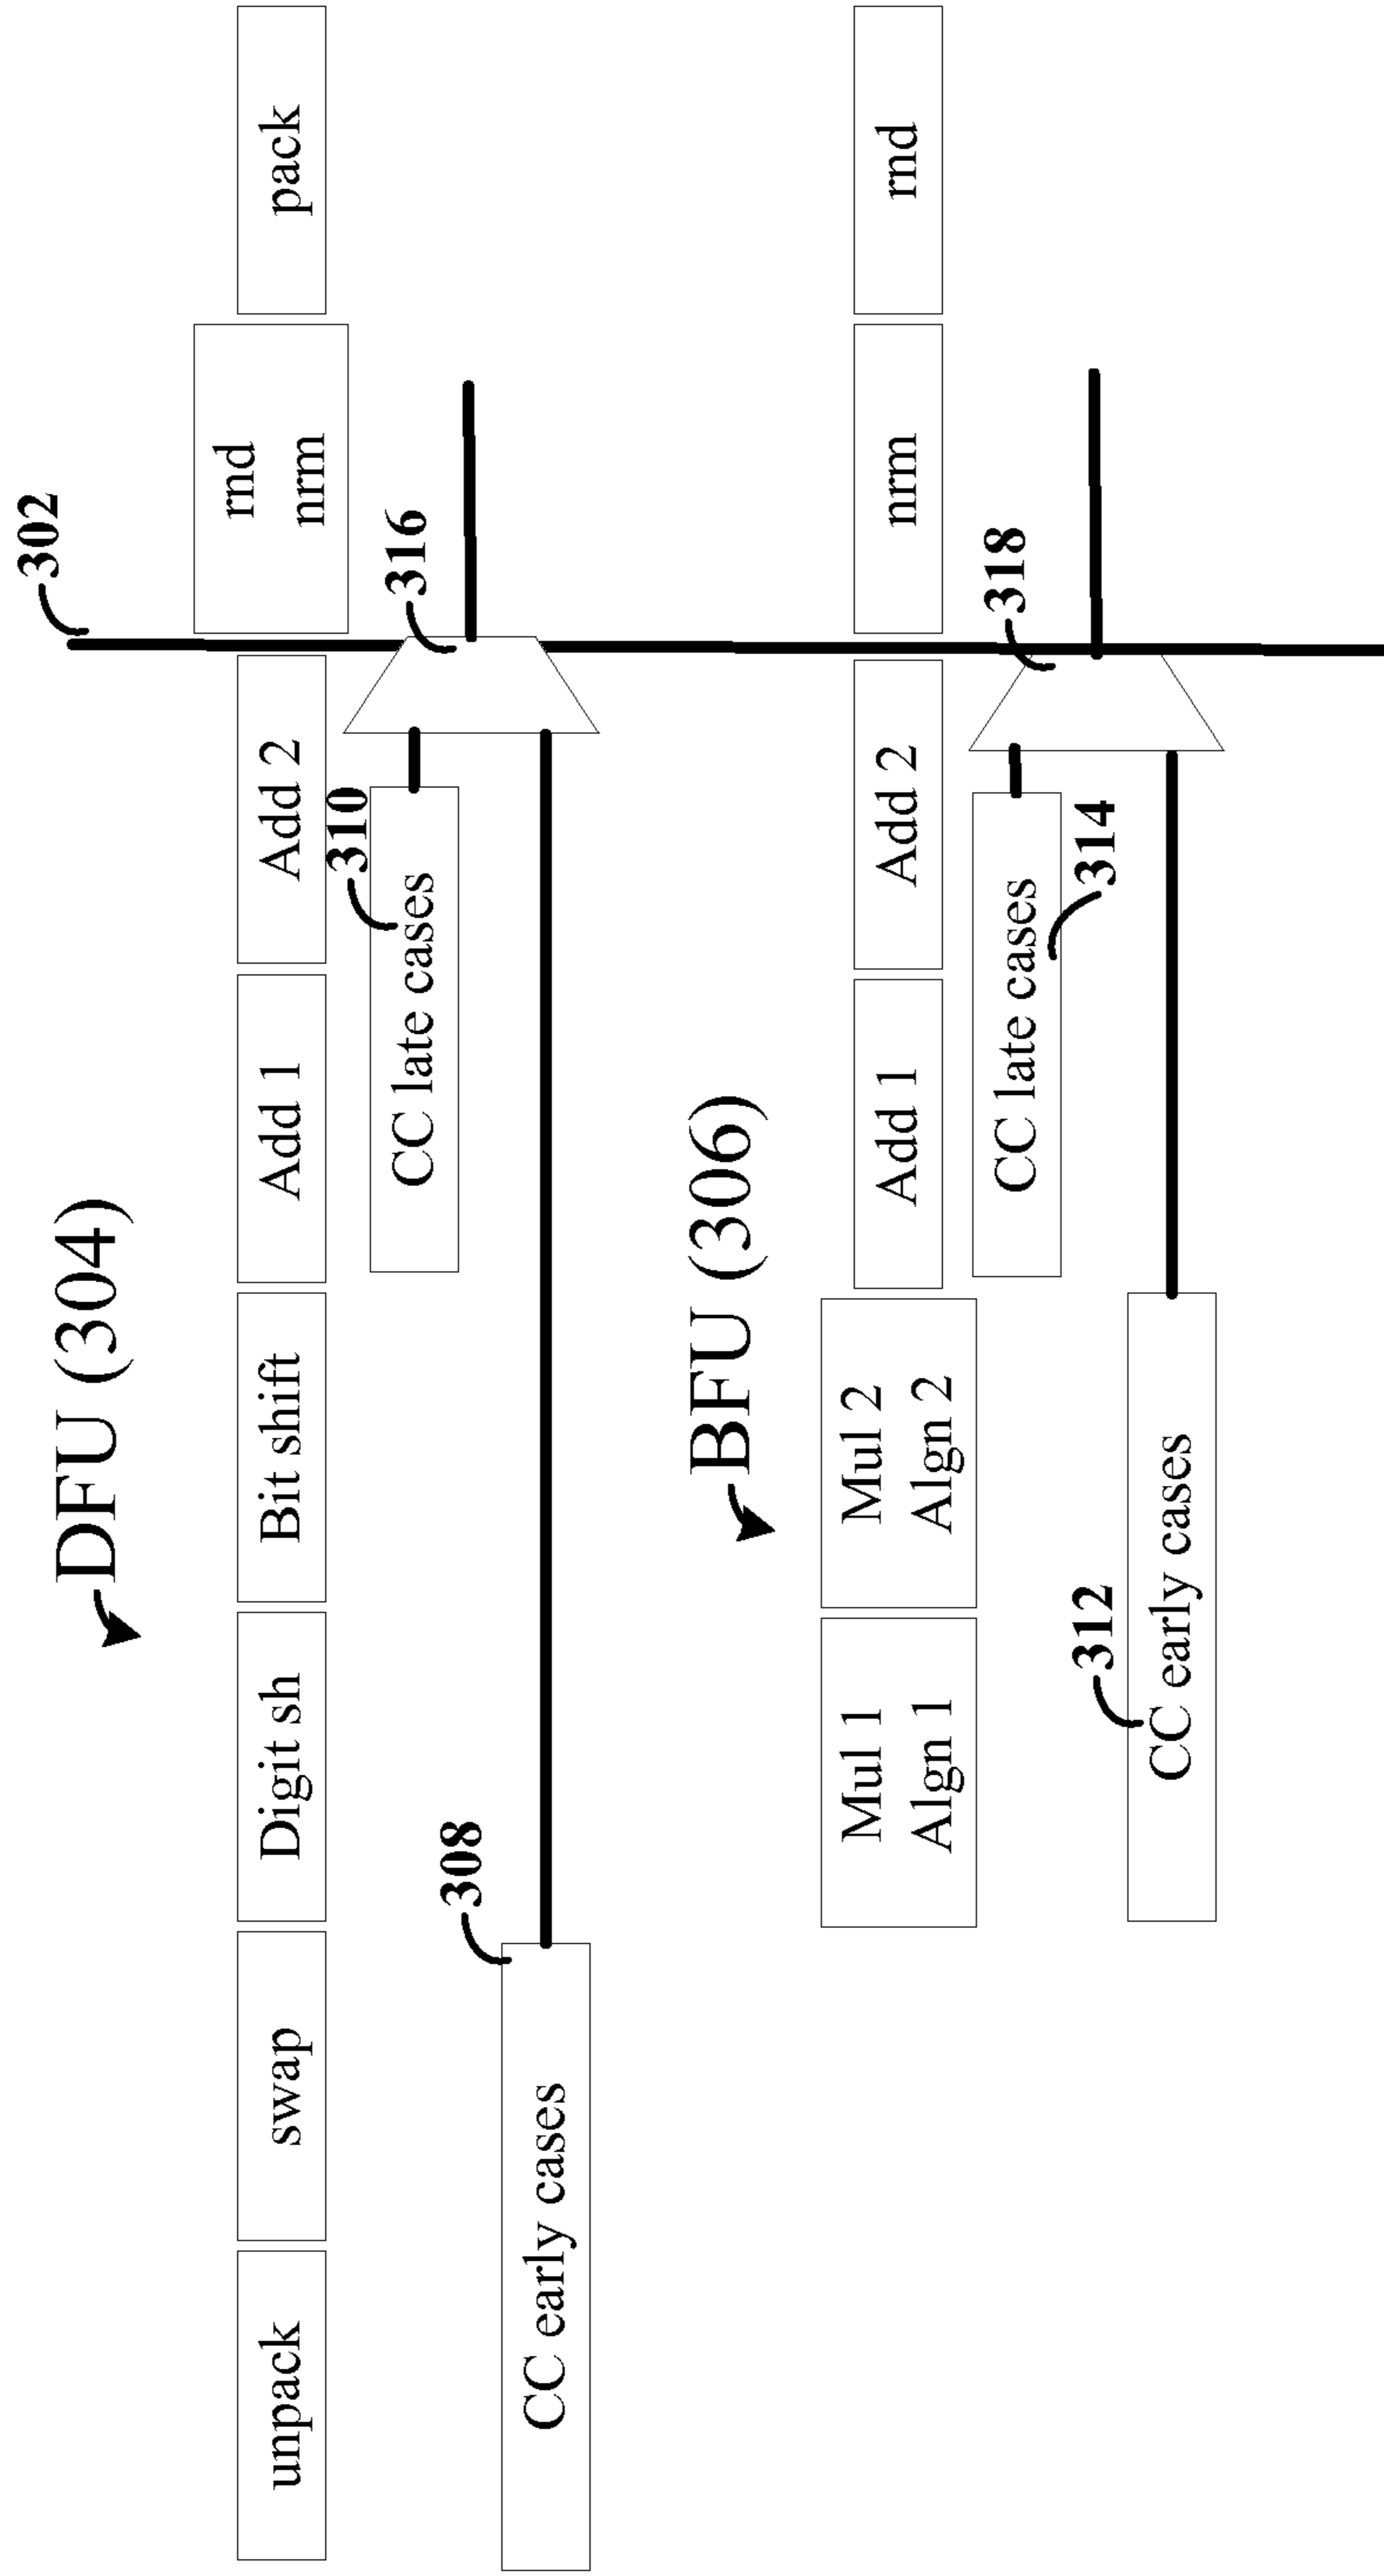 DFU (304)
302
unpack
swap
Digit sh
Bit shift
Add 1
Add 2
rnd
nrm
pack
310
316
CC late cases
308
CC early cases
BFU (306)
Mul 1
Algn 1
Mul 2
Algn 2
Add 1
Add 2
nrm
rnd
318
CC late cases
314
312
CC early cases